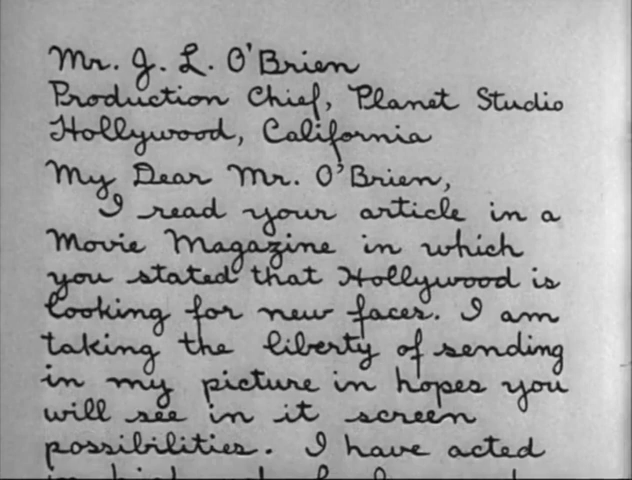 Mr. J. L. O'Brien
Production Chief, Planet Studio
Hollywood, California
My Dear Mr. O'Brien,
I read your article in a
Movie Magazine in which
you stated that Hollywood is
looking for new faces. I am
taking the liberty of sending
in my picture in hopes you
will see in it screen
possibilities. I have acted